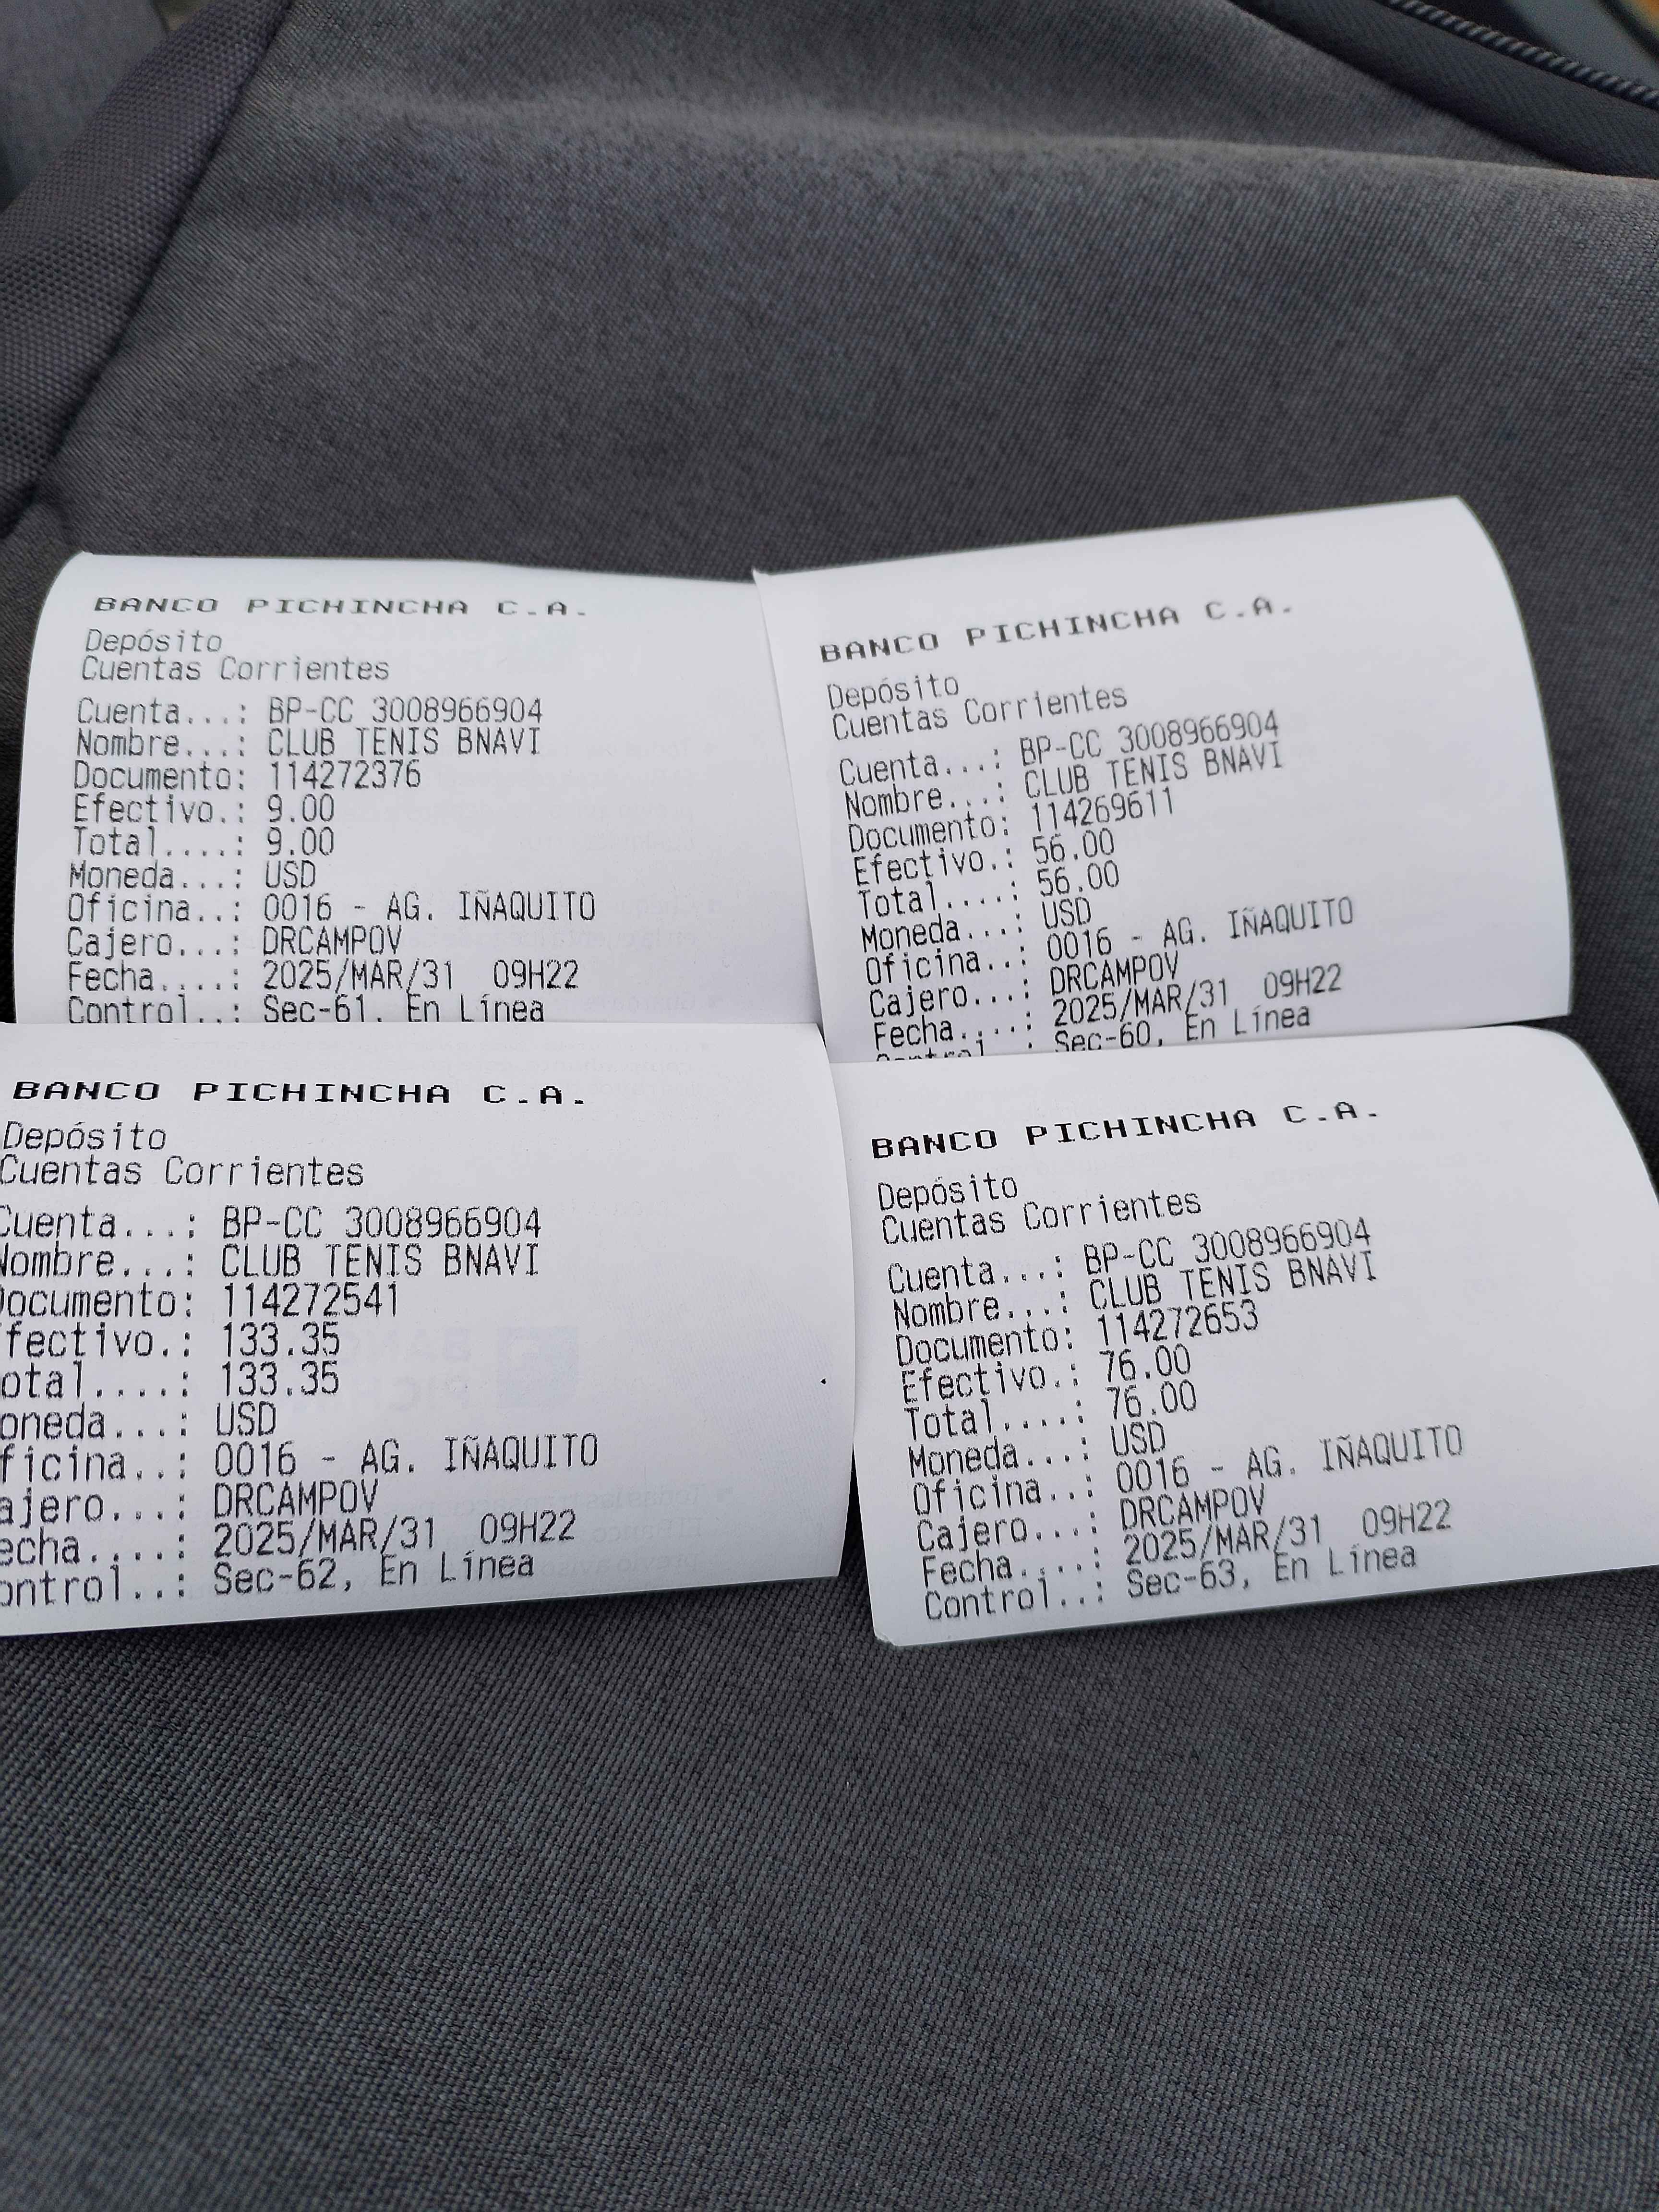 BANCO PICHINCHA C.A.
Depósito
Cuentas Corrientes
Cuenta...: BP-CC 3008966904
Nombre...: CLUB TENIS BNAVI
Documento: 114272376
Efectivo.: 9.00
Total....: 9.00
Moneda...: USD
Oficina..: 0016 - AG. IÑAQUITO
Cajero...: DRCAMPOV
Fecha....: 2025/MAR/31 09H22
Control..: Sec-61, En Línea
BANCO PICHINCHA C.A.
Depósito
Cuentas Corrientes
Cuenta...: BP-CC 3008966904
Nombre...: CLUB TENIS BNAVI
Documento: 114269611
Efectivo.: 56.00
Total....: 56.00
Moneda...: USD
Oficina..: 0016 - AG. IÑAQUITO
Cajero...: DRCAMPOV
Fecha....: 2025/MAR/31 09H22
Control..: Sec-60, En Línea
BANCO PICHINCHA C.A.
Depósito
Cuentas Corrientes
Cuenta...: BP-CC 3008966904
Nombre...: CLUB TENIS BNAVI
Documento: 114272541
fectivo.: 133.35
otal....: 133.35
oneda...: USD
ficina..: 0016 - AG. IÑAQUITO
ajero...: DRCAMPOV
echa....: 2025/MAR/31 09H22
ontrol..: Sec-62, En Línea
BANCO PICHINCHA C.A.
Depósito
Cuentas Corrientes
Cuenta...: BP-CC 3008966904
Nombre...: CLUB TENIS BNAVI
Documento: 114272653
Efectivo.: 76.00
Total....: 76.00
Moneda...: USD
Oficina..: 0016 - AG. IÑAQUITO
Cajero...: DRCAMPOV
Fecha....: 2025/MAR/31 09H22
Control..: Sec-63, En Línea